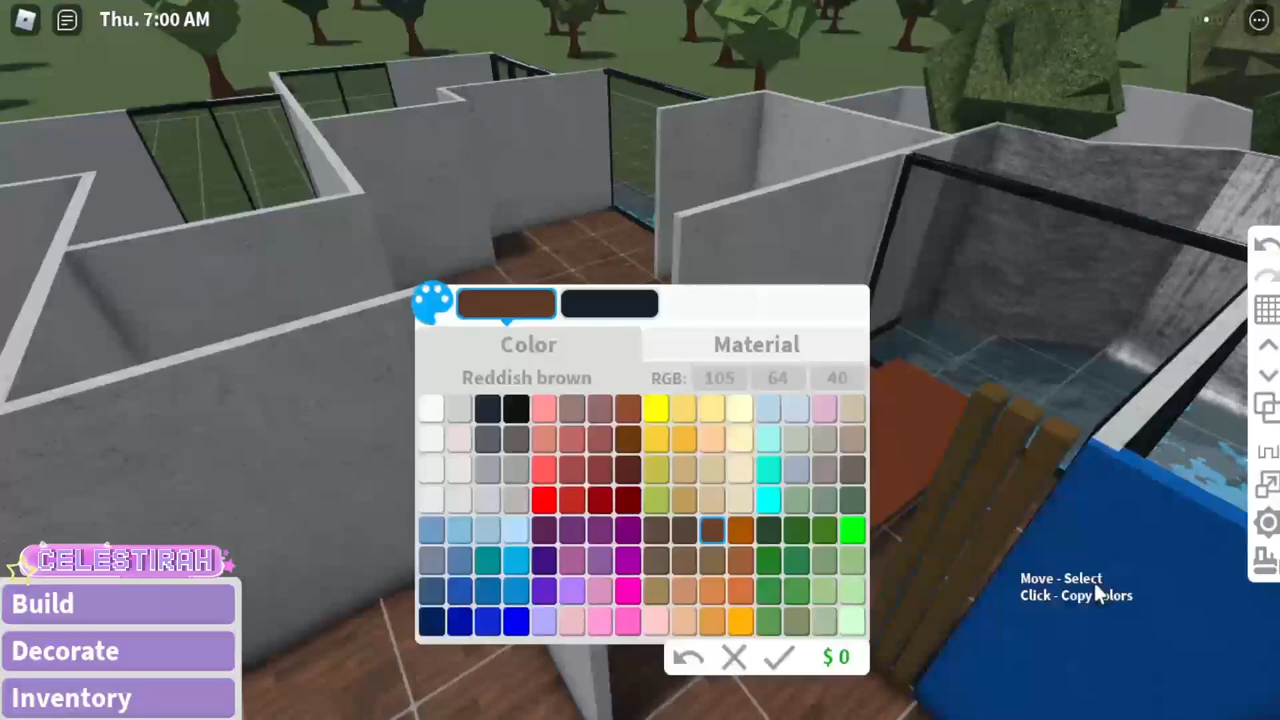 Thu. 7:00 AM
Color
Material
Reddish brown
RGB: 105 64 40
CELESTIRAH
Build
Decorate
Inventory
Move - Select
Click - Copy Colors
$ 0